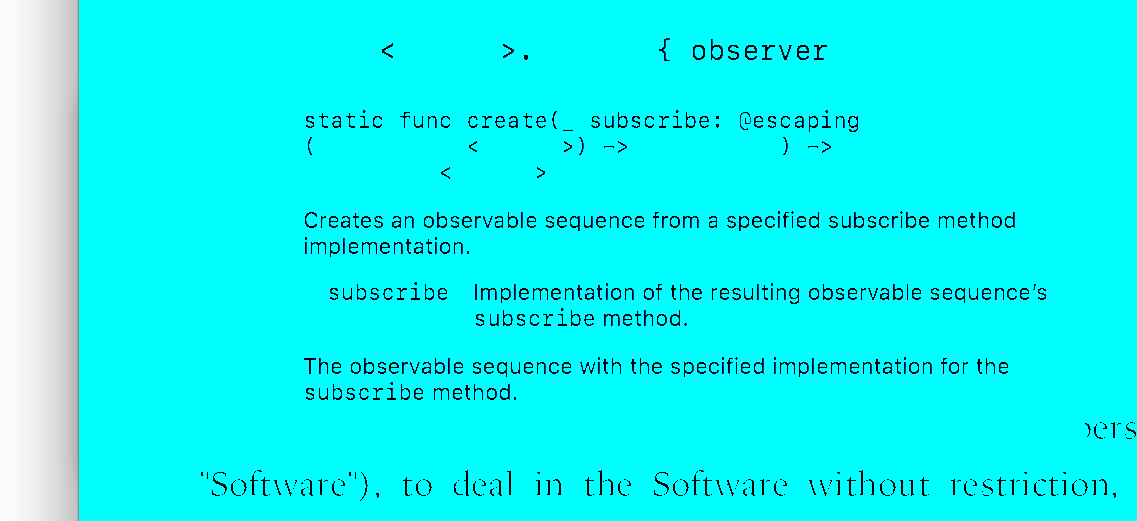 <      >.      { observer
static func create(_ subscribe: @escaping
(           <      >) ->           ) ->
          <      >
Creates an observable sequence from a specified subscribe method
implementation.
subscribe  Implementation of the resulting observable sequence’s
subscribe method.
The observable sequence with the specified implementation for the
subscribe method.
"Software"), to deal in the Software without restriction,